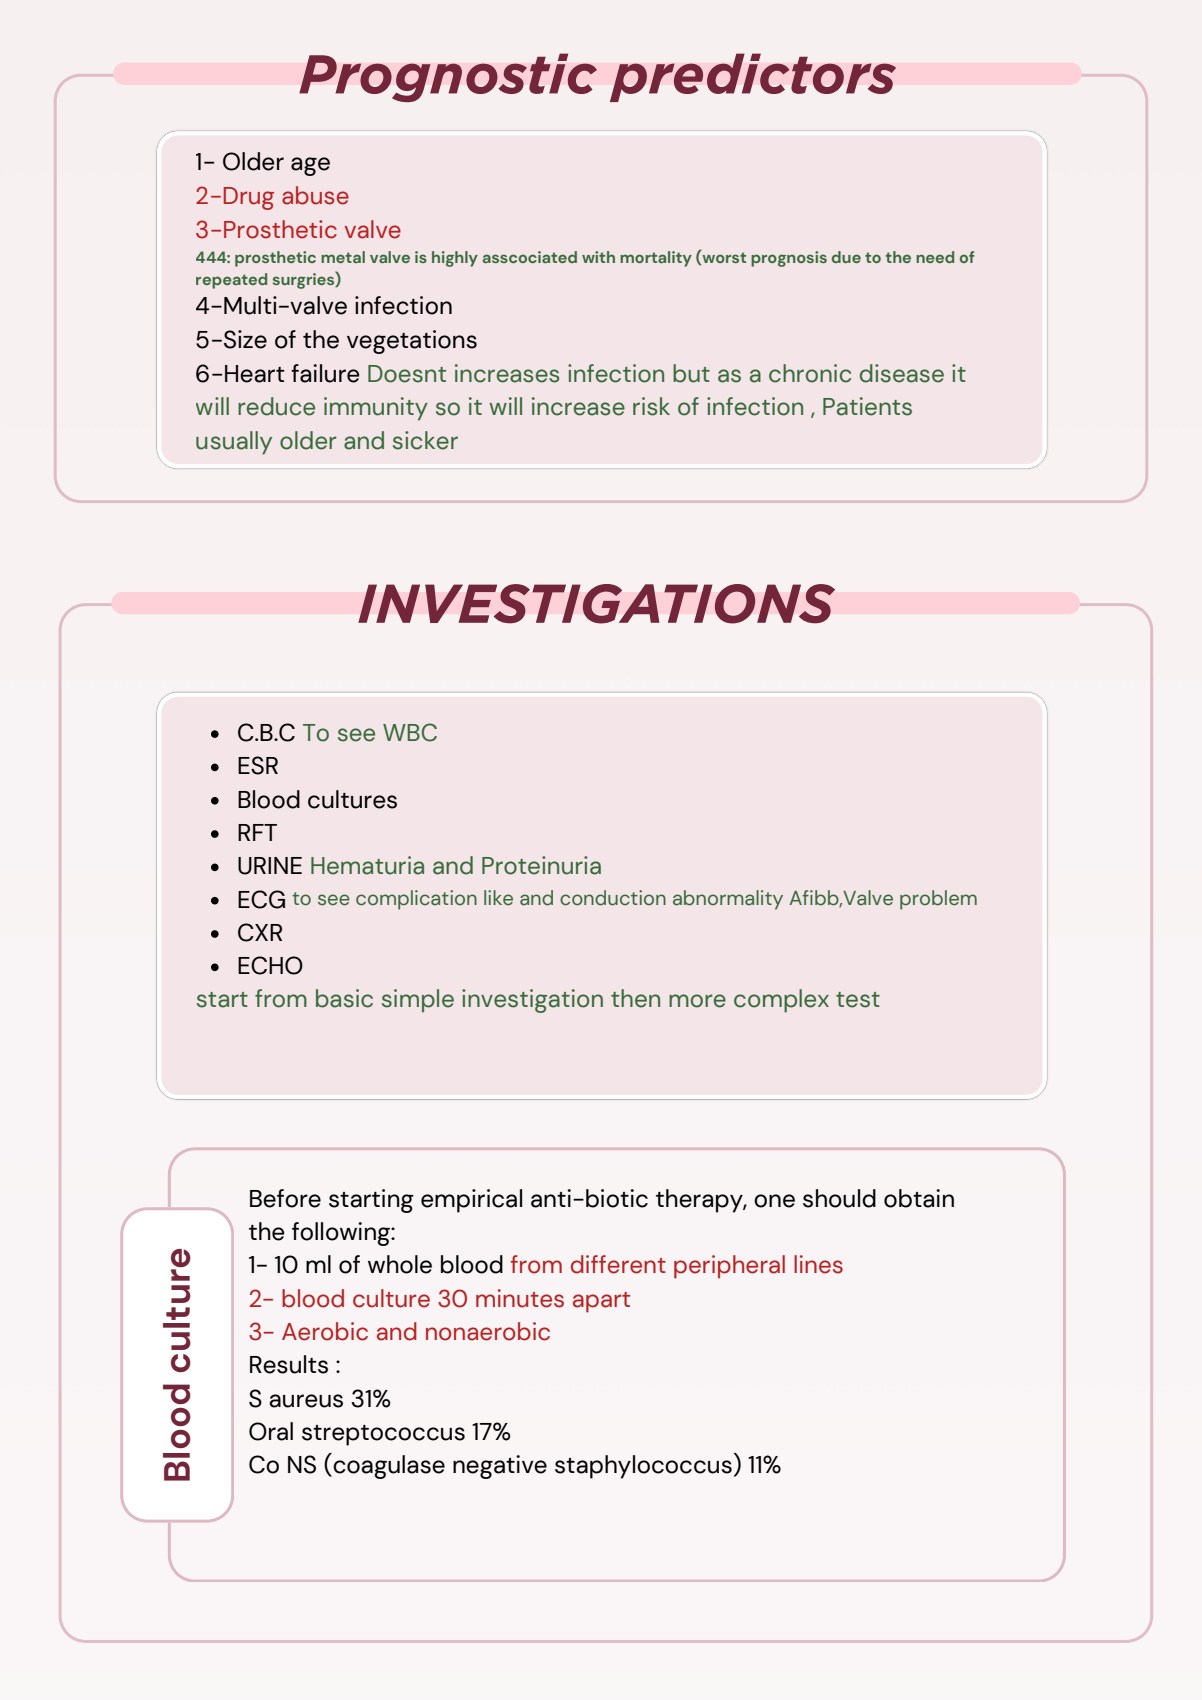 Prognostic predictors
1- Older age
2-Drug abuse
3-Prosthetic valve
444: prosthetic metal valve is highly asscociated with mortality (worst prognosis due to the need of
repeated surgries)
4-Multi-valve infection
5-Size of the vegetations
6-Heart failure Doesnt increases infection but as a chronic disease it
will reduce immunity so it will increase risk of infection , Patients
usually older and sicker
INVESTIGATIONS
• C.B.C To see WBC
• ESR
• Blood cultures
• RFT
• URINE Hematuria and Proteinuria
• ECG to see complication like and conduction abnormality Afibb,Valve problem
• CXR
• ECHO
start from basic simple investigation then more complex test
Blood culture
Before starting empirical anti-biotic therapy, one should obtain
the following:
1- 10 ml of whole blood from different peripheral lines
2- blood culture 30 minutes apart
3- Aerobic and nonaerobic
Results :
S aureus 31%
Oral streptococcus 17%
Co NS (coagulase negative staphylococcus) 11%